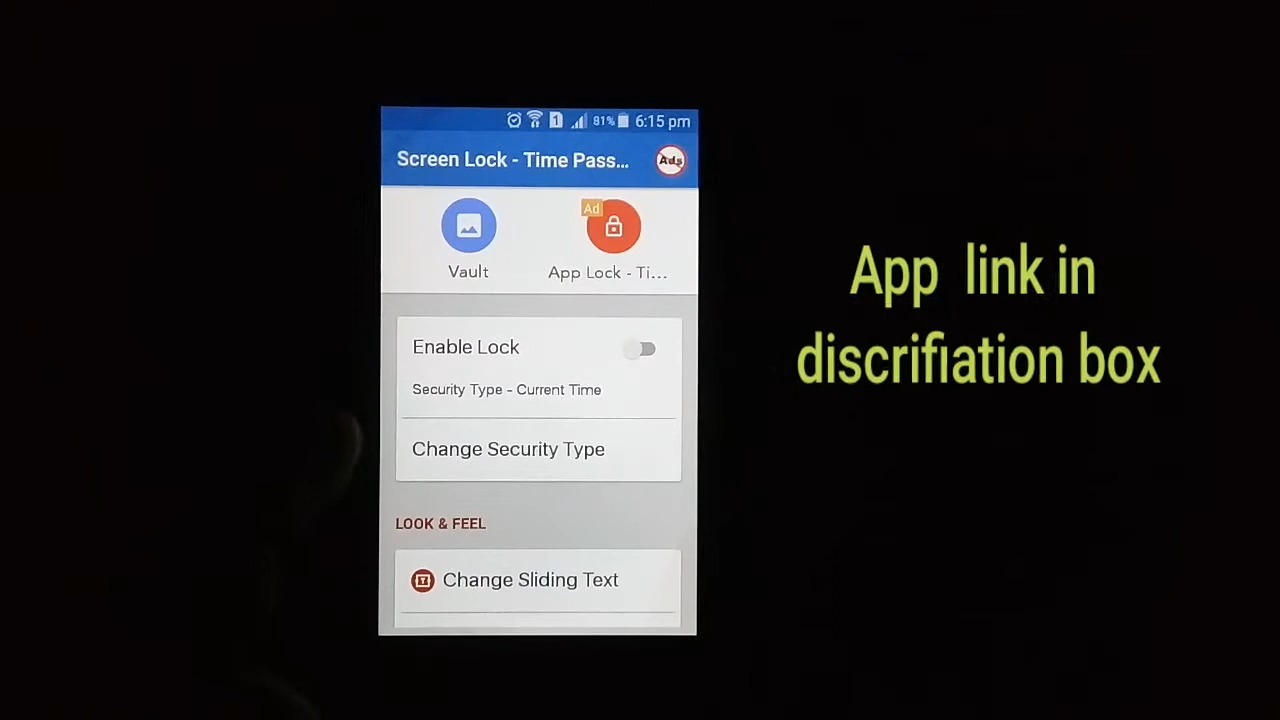 1 81% 6:15 pm
Screen Lock - Time Pass...
Ads
Ad
Vault
App Lock - Ti...
Enable Lock
Security Type - Current Time
Change Security Type
LOOK & FEEL
Change Sliding Text
App link in
discrifiation box